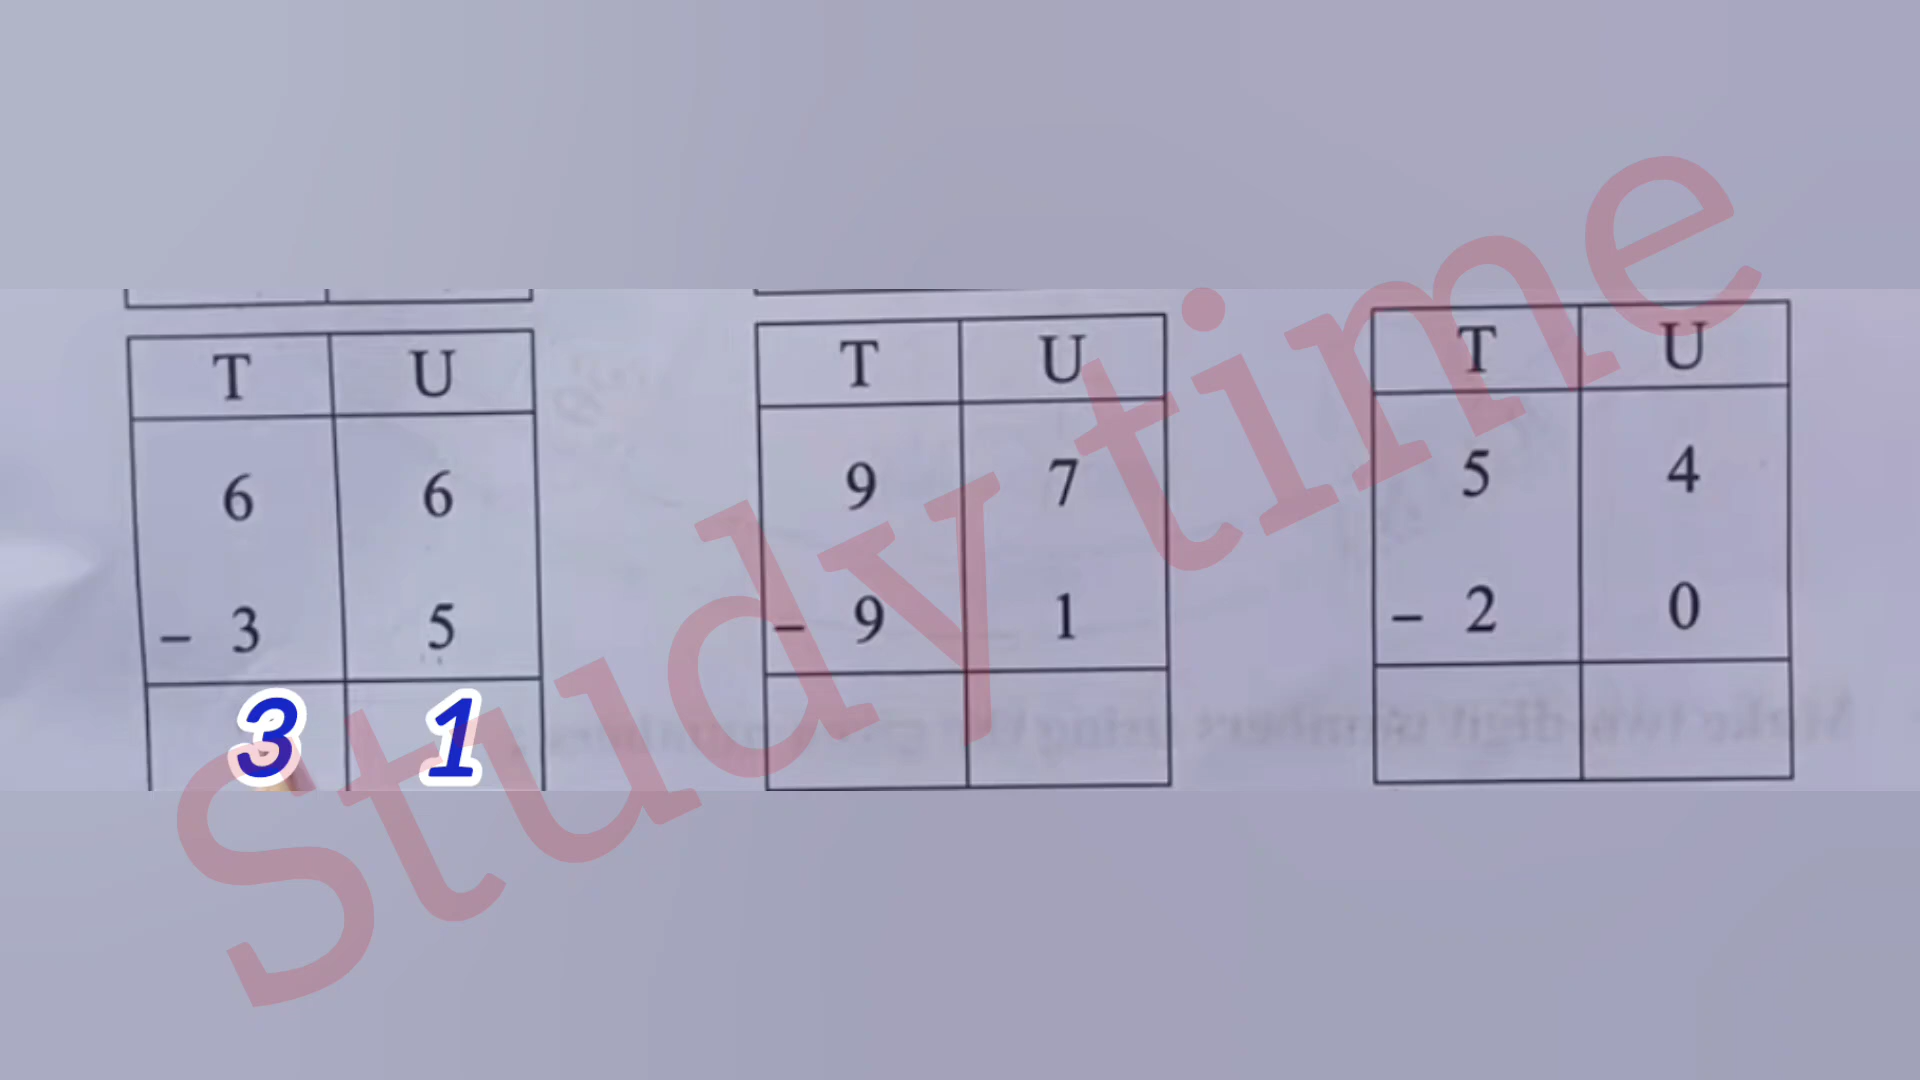 T U
6 6
– 3 5
3 1
T U
9 7
– 9 1
T U
5 4
– 2 0
Study time